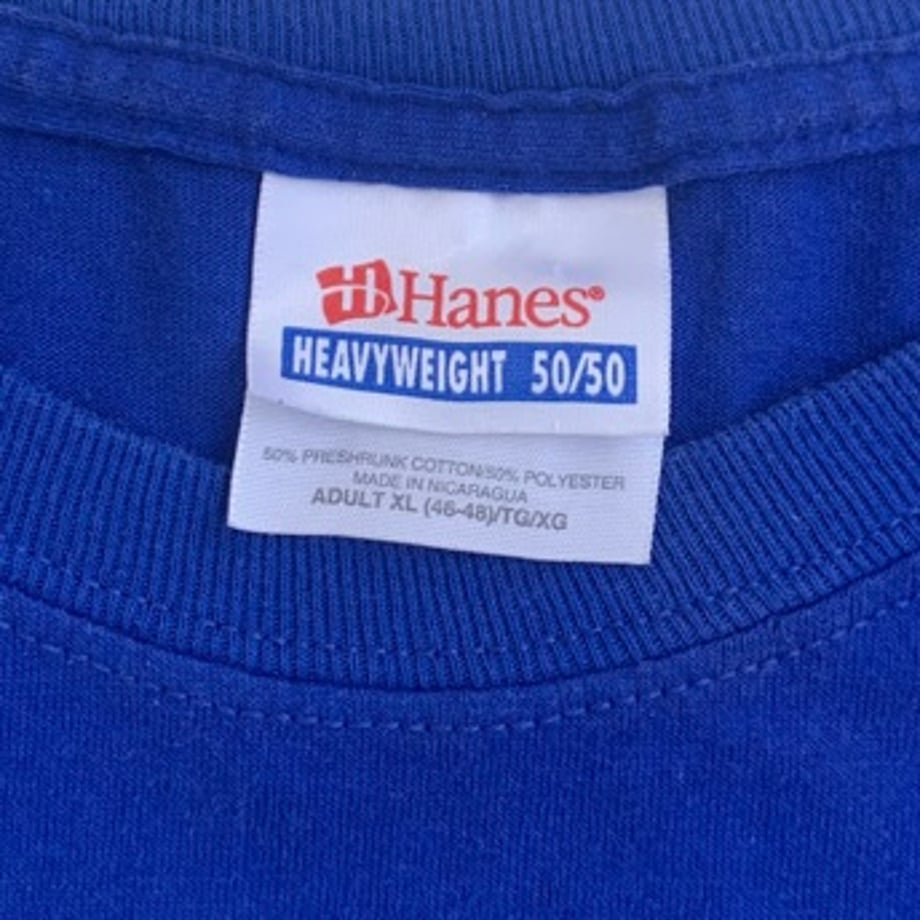 Hanes®
HEAVYWEIGHT 50/50
50% PRESHRUNK COTTON/50% POLYESTER
MADE IN NICARAGUA
ADULT XL (46-48)/TG/XG